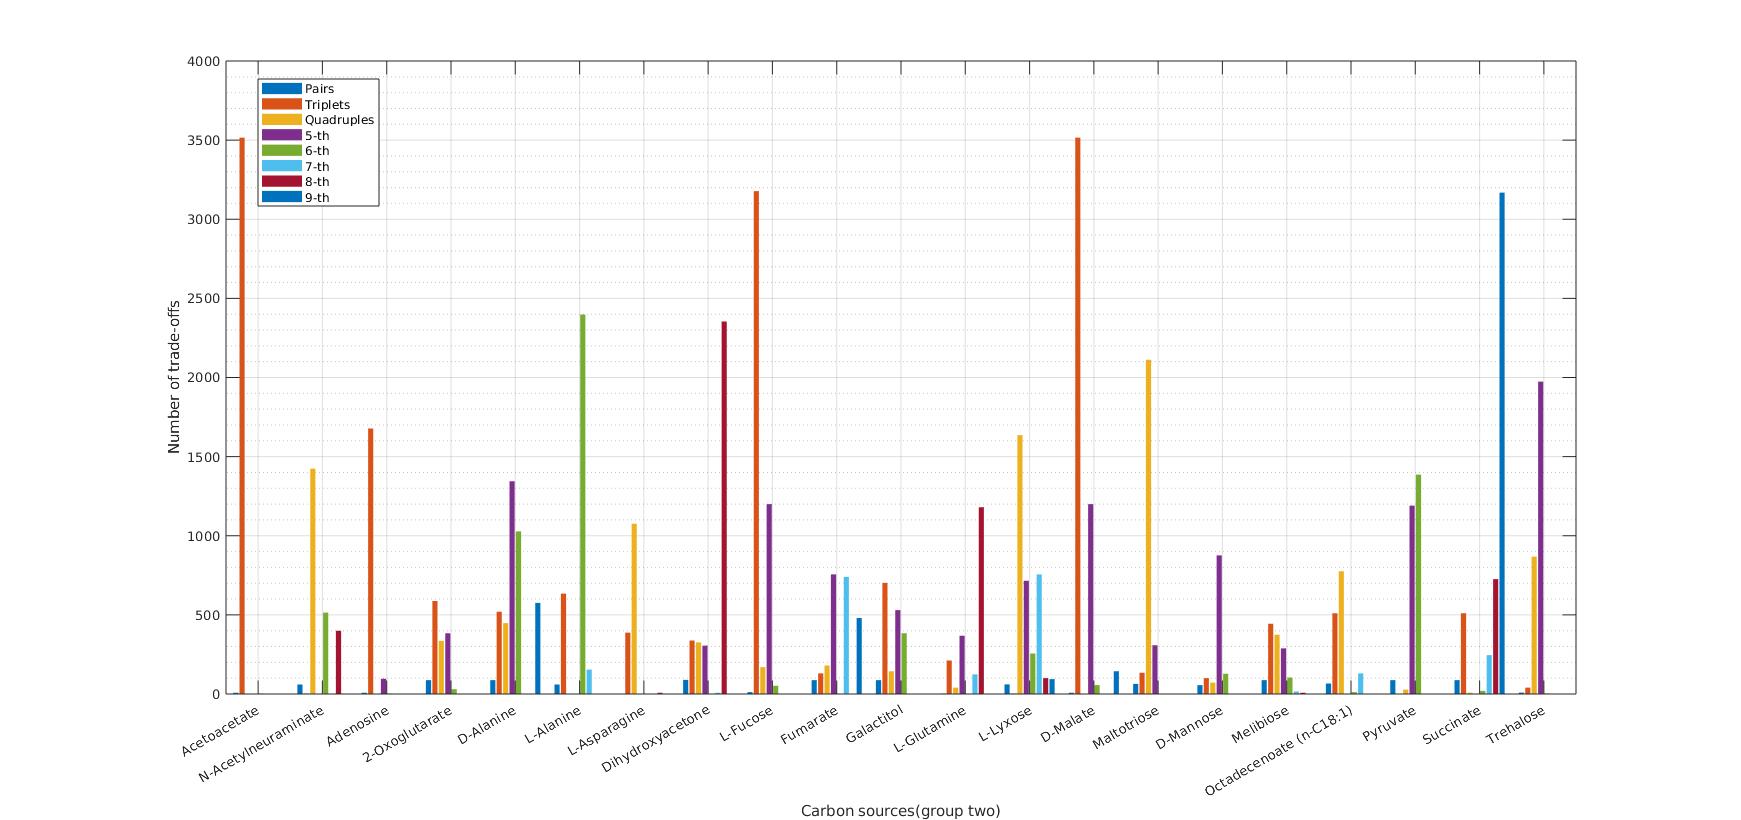 4000
3500
3000
2500
2000
1500
1000
500
0
Number of trade-offs
Pairs
Triplets
Quadruples
5-th
6-th
7-th
8-th
9-th
Acetoacetate
N-Acetylneuraminate
Adenosine
2-Oxoglutarate
D-Alanine
L-Alanine
L-Asparagine
Dihydroxyacetone
L-Fucose
Fumarate
Galactitol
L-Glutamine
L-Lyxose
D-Malate
Maltotriose
D-Mannose
Melibiose
Octadecenoate (n-C18:1)
Pyruvate
Succinate
Trehalose
Carbon sources(group two)